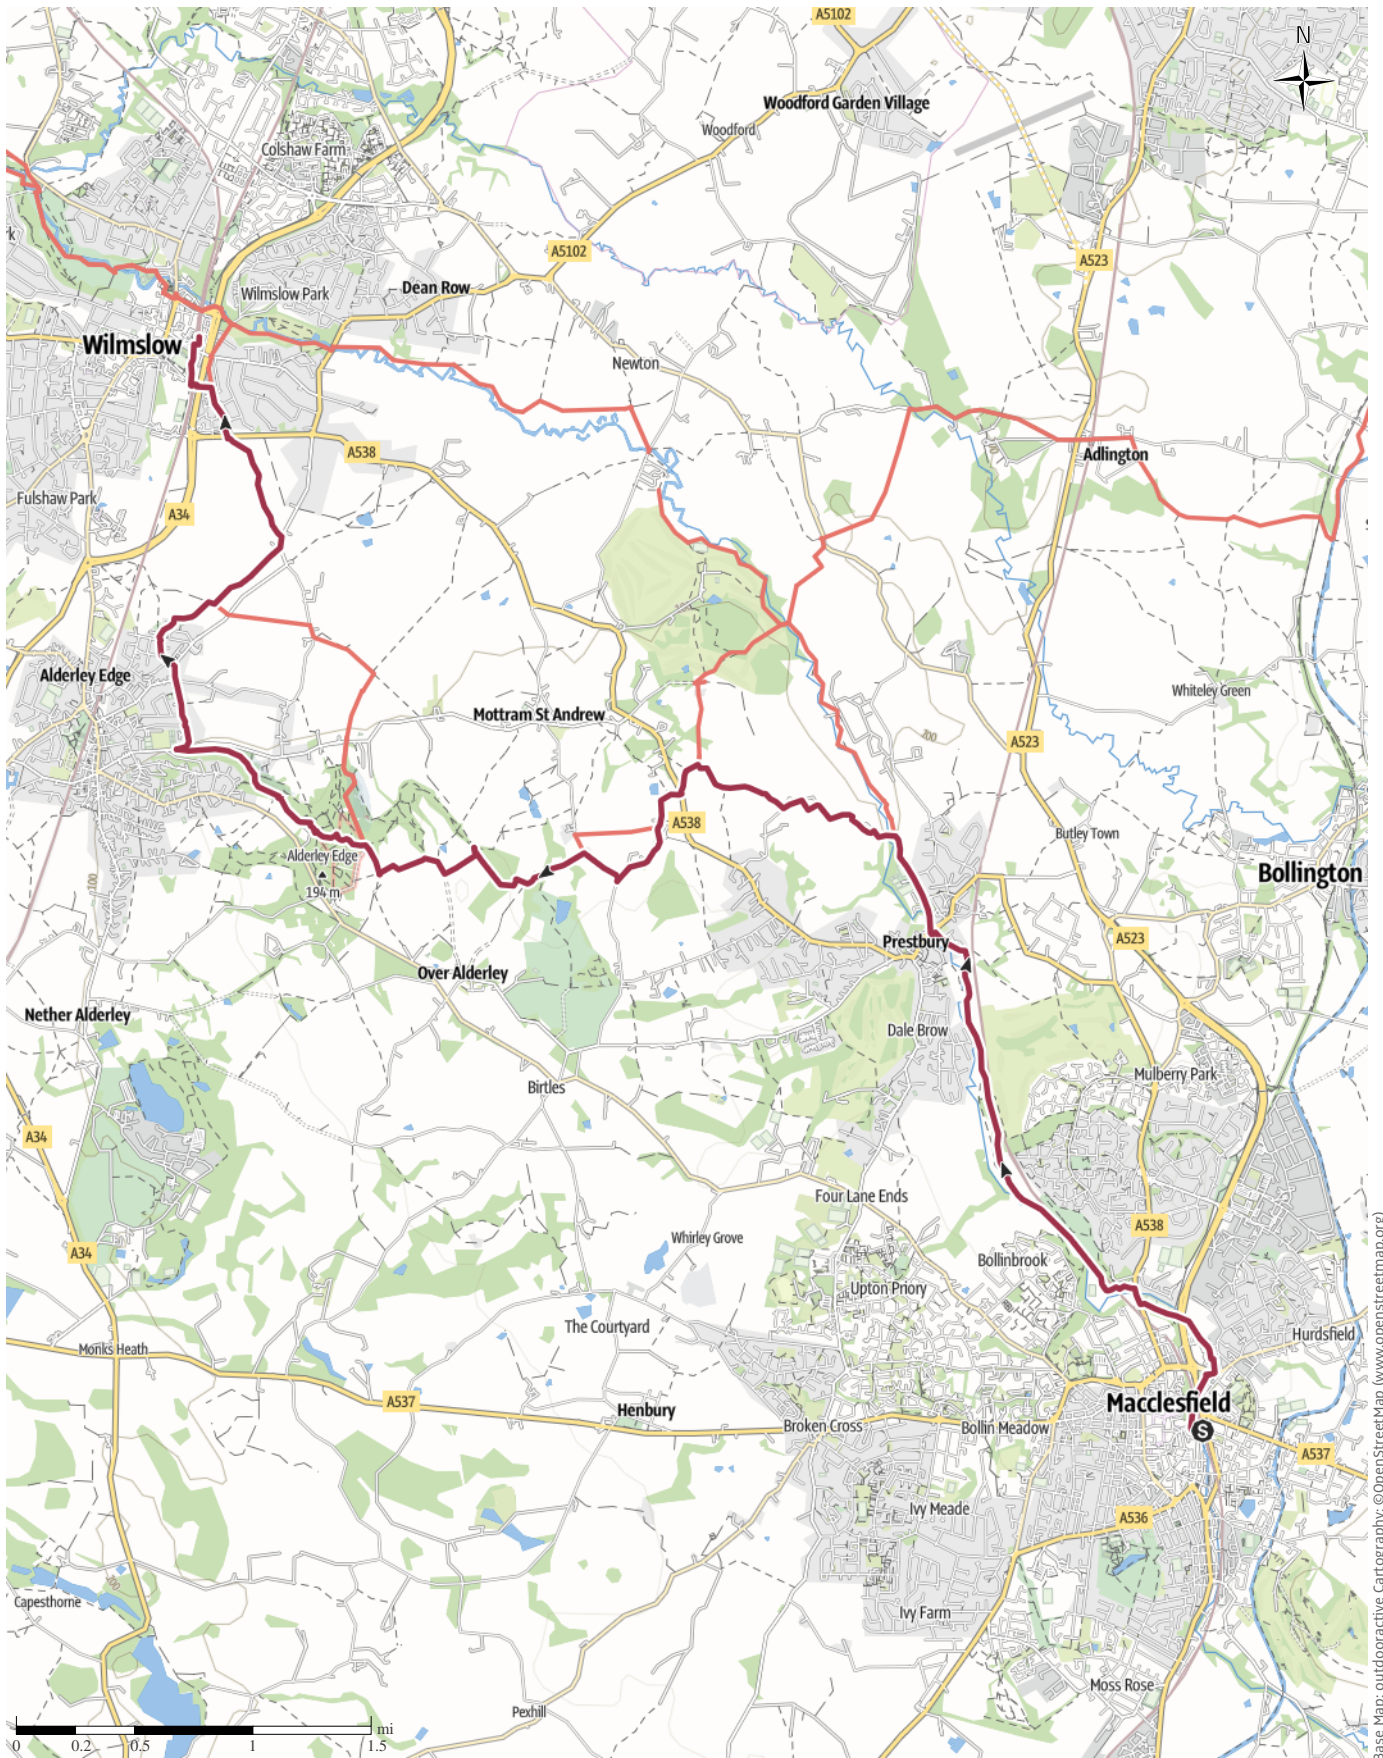 A5102
N
Woodford Garden Village
Woodford
Colshaw Farm
A5102
A523
Dean Row
Wilmslow Park
Wilmslow
Newton
A538
Adlington
Fulshaw Park
A34
Alderley Edge
Whiteley Green
Mottram St Andrew
A523
A538
Butley Town
Alderley Edge
194 m
100
Bollington
A523
Prestbury
Over Alderley
Nether Alderley
Dale Brow
Mulberry Park
Birtles
A34
Four Lane Ends
A538
Whirley Grove
A34
Bollinbrook
Upton Priory
The Courtyard
Hurdsfield
Monks Heath
A537
Henbury
Macclesfield
Broken Cross
Bollin Meadow
S
A537
Ivy Meade
A536
Capesthorne
Ivy Farm
Moss Rose
Pexhill
mi
0 0.2 0.5 1 1.5
Base Map: outdooractive Cartography: ©OpenStreetMap (www.openstreetmap.org)